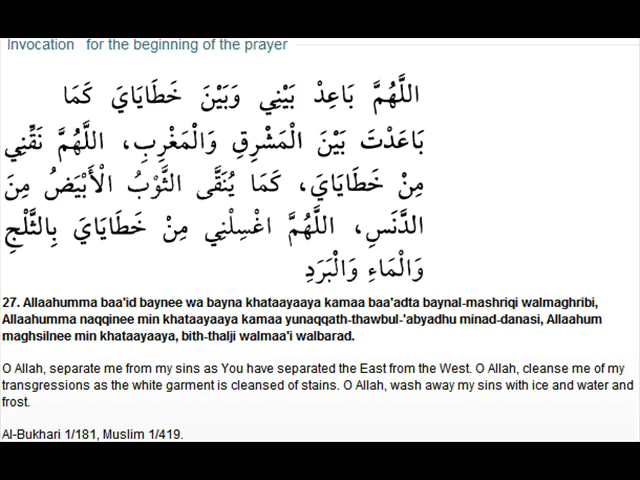 Invocation for the beginning of the prayer
اللَّهُمَّ بَاعِدْ بَيْنِي وَبَيْنَ خَطَايَايَ كَمَا
بَاعَدْتَ بَيْنَ الْمَشْرِقِ وَالْمَغْرِبِ، اللَّهُمَّ نَقِّنِي
مِنْ خَطَايَايَ، كَمَا يُنَقَّى الثَّوْبُ الْأَبْيَضُ مِنَ
الدَّنَسِ، اللَّهُمَّ اغْسِلْنِي مِنْ خَطَايَايَ بِالثَّلْجِ
وَالْمَاءِ وَالْبَرَدِ
27. Allaahumma baa'id baynee wa bayna khataayaaya kamaa baa'adta baynal-mashriqi walmaghribi,
Allaahumma naqqinee min khataayaaya kamaa yunaqqath-thawbul-'abyadhu minad-danasi, Allaahum
maghsilnee min khataayaaya, bith-thalji walmaa'i walbarad.
O Allah, separate me from my sins as You have separated the East from the West. O Allah, cleanse me of my
transgressions as the white garment is cleansed of stains. O Allah, wash away my sins with ice and water and
frost.
Al-Bukhari 1/181, Muslim 1/419.